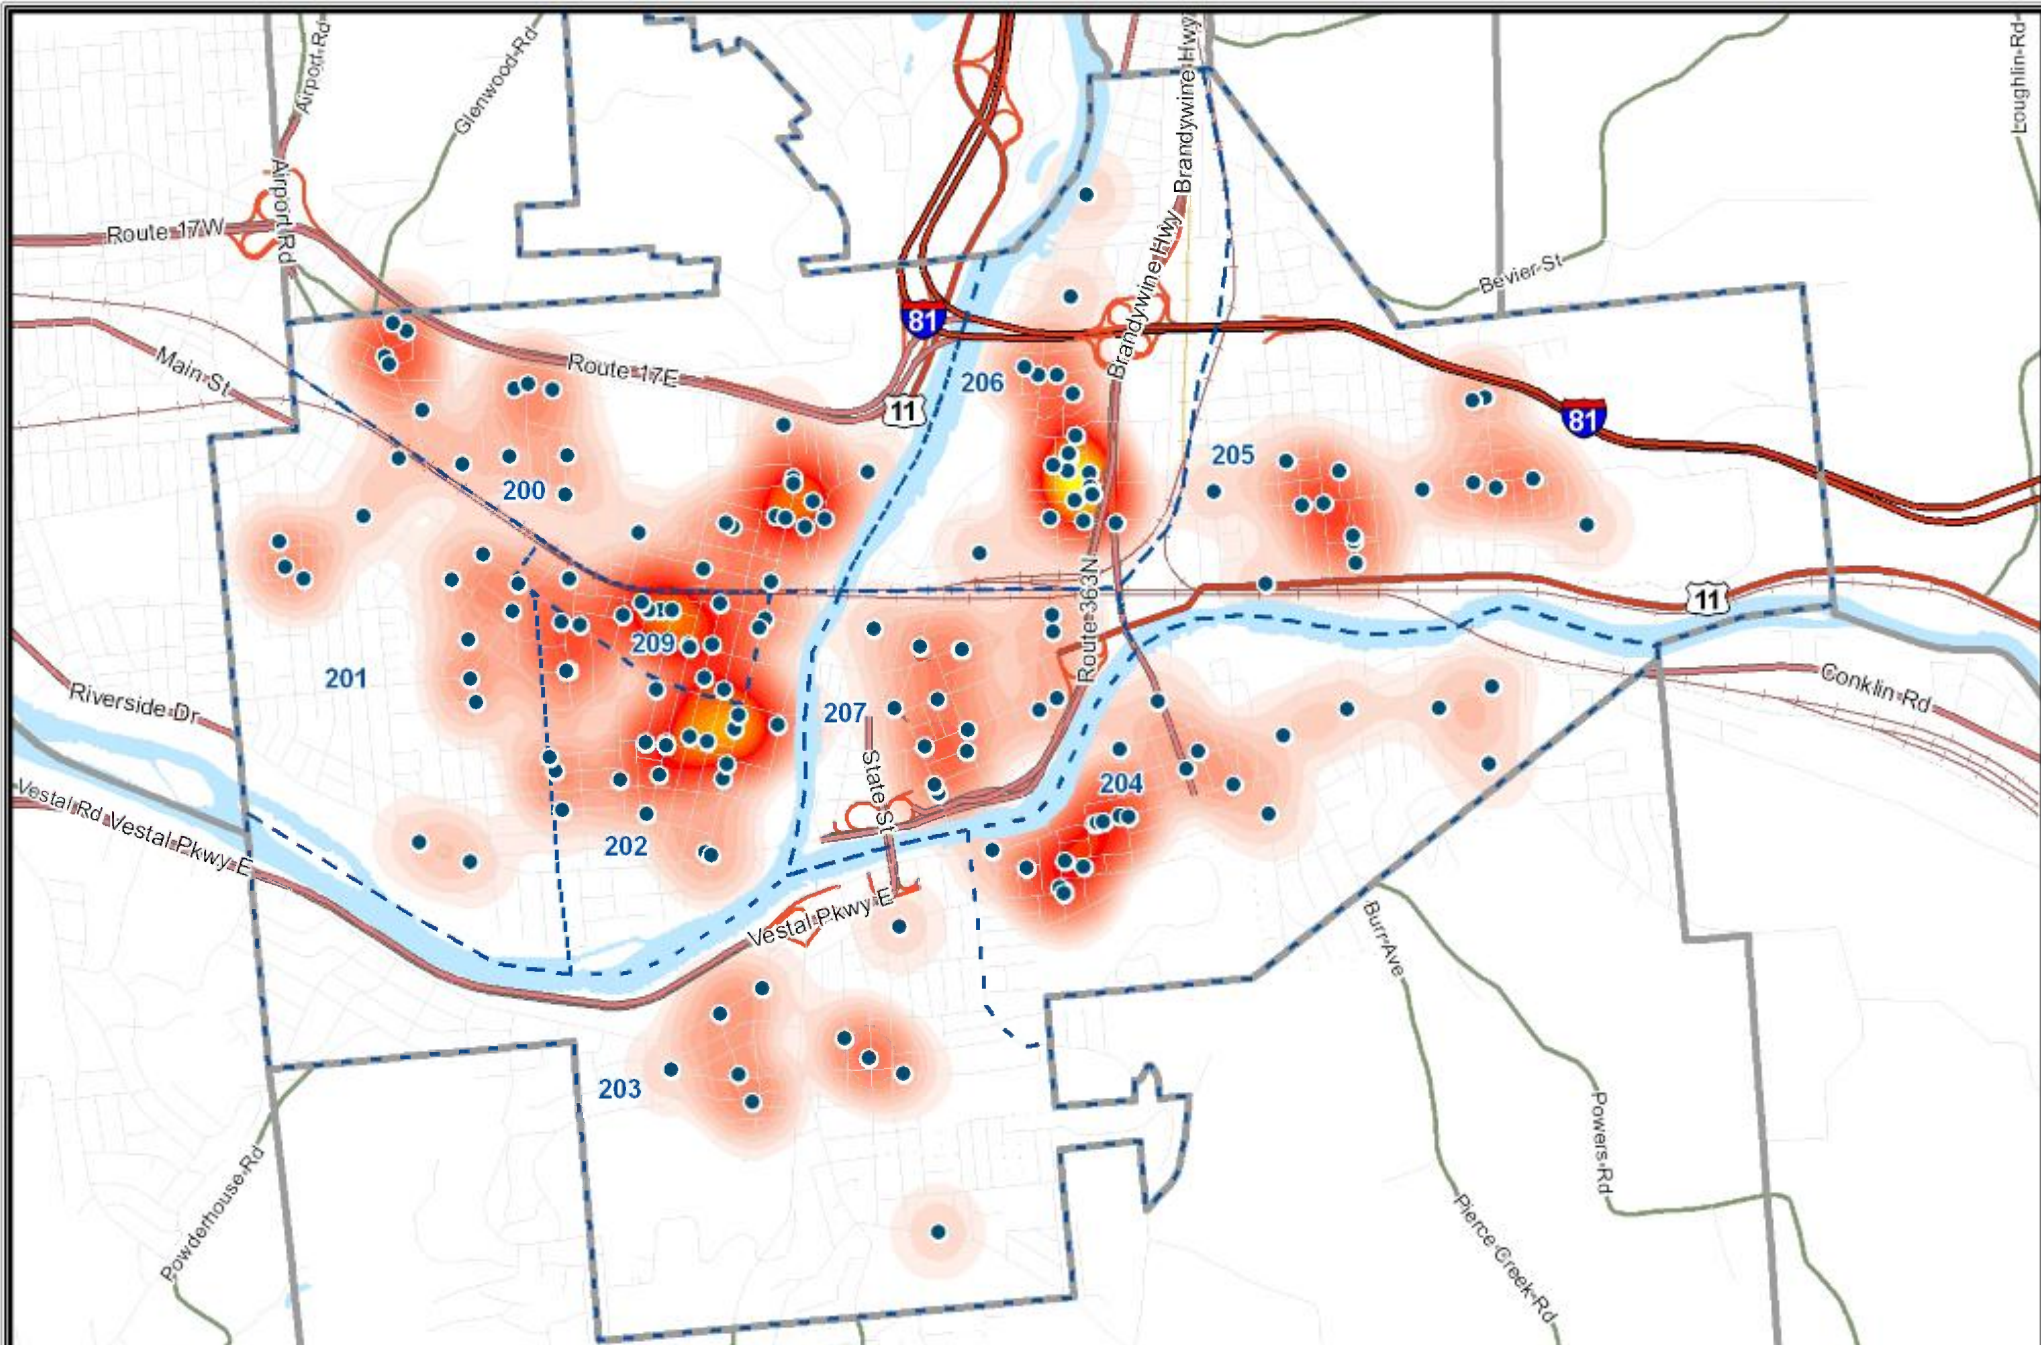 Airport Rd
Glenwood Rd
Brandywine Hwy
Loughlin Rd
Brandywine Hwy
Airport Rd
Route 17W
Brandywine Hwy
Bevier St
81
Main St
Route 17E
206
11
81
205
200
Route 363N
11
209
201
Conklin Rd
Riverside Dr
207
State St
204
Vestal Rd
Vestal Pkwy E
202
Vestal Pkwy E
Burr Ave
203
Powers Rd
Powderhouse Rd
Pierce Creek Rd